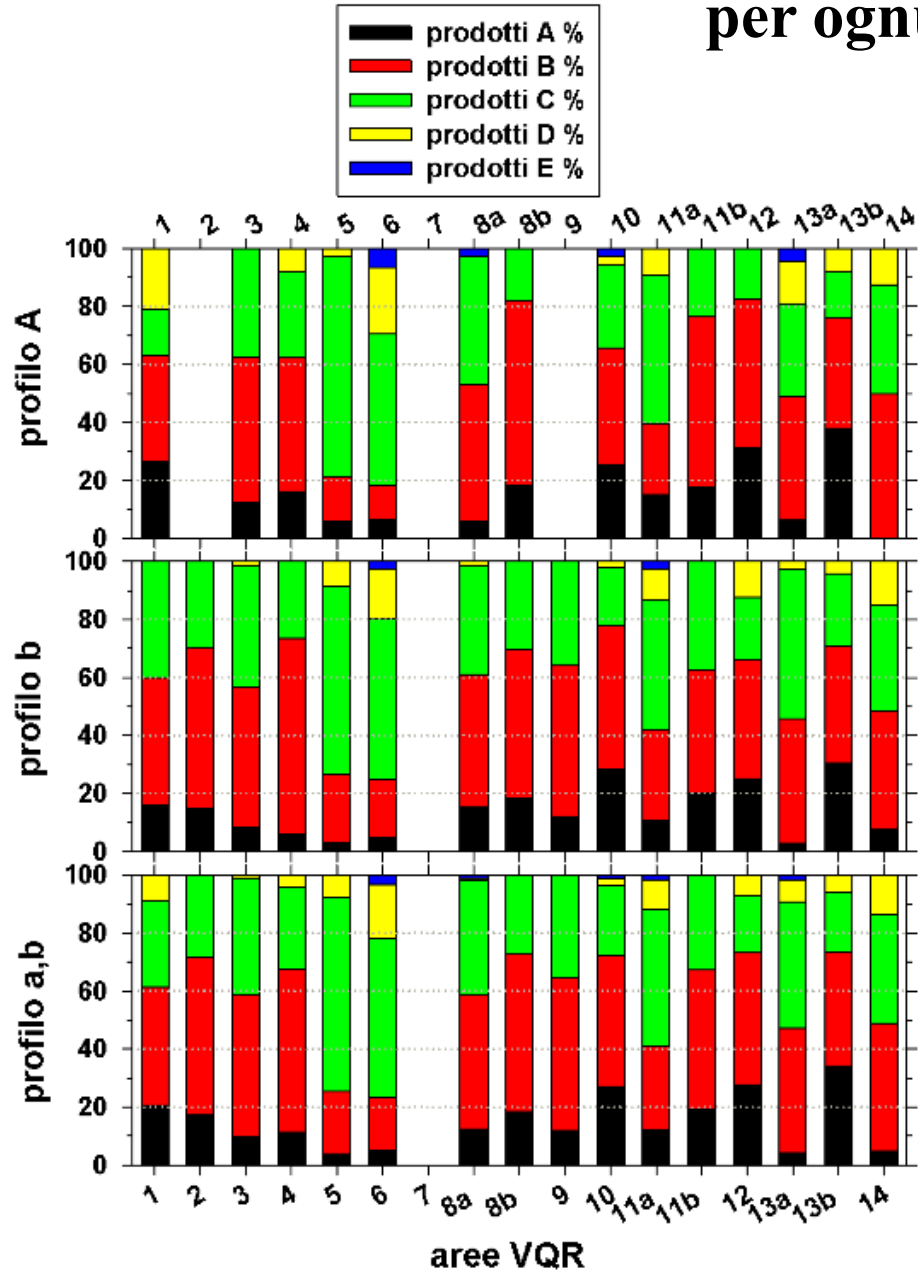 per ognu
prodotti A %
prodotti B %
prodotti C %
prodotti D %
prodotti E %
1 2 3 4 5 6 7 8a 8b 9 10 11a 11b 12 13a 13b 14
profilo A
100
80
60
40
20
0
profilo b
100
80
60
40
20
0
profilo a,b
100
80
60
40
20
0
1 2 3 4 5 6 7 8a 8b 9 10 11a 11b 12 13a 13b 14
aree VQR